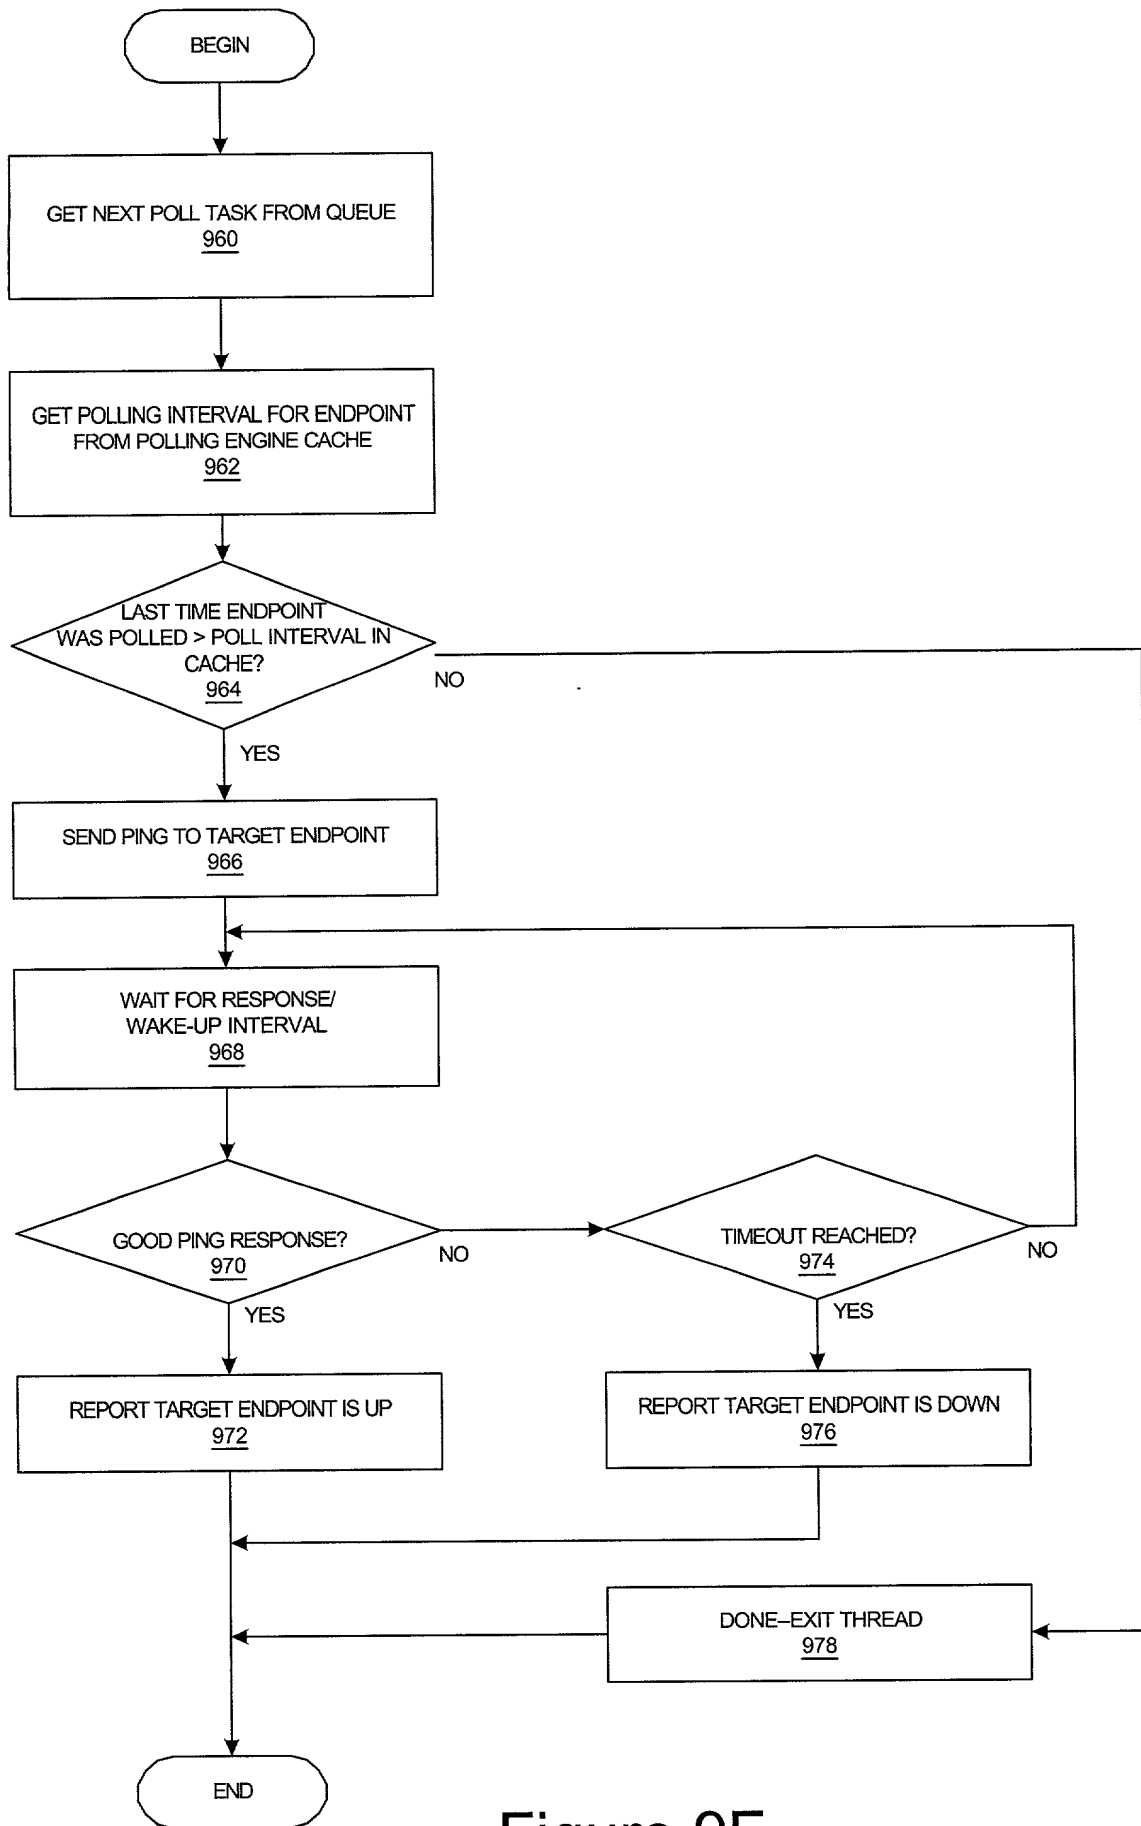 BEGIN
GET NEXT POLL TASK FROM QUEUE
960
GET POLLING INTERVAL FOR ENDPOINT
FROM POLLING ENGINE CACHE
962
LAST TIME ENDPOINT
WAS POLLED > POLL INTERVAL IN
CACHE?
964
NO
YES
SEND PING TO TARGET ENDPOINT
966
WAIT FOR RESPONSE/
WAKE-UP INTERVAL
968
GOOD PING RESPONSE?
970
NO
YES
TIMEOUT REACHED?
974
NO
YES
REPORT TARGET ENDPOINT IS UP
972
REPORT TARGET ENDPOINT IS DOWN
976
DONE–EXIT THREAD
978
END
Figure